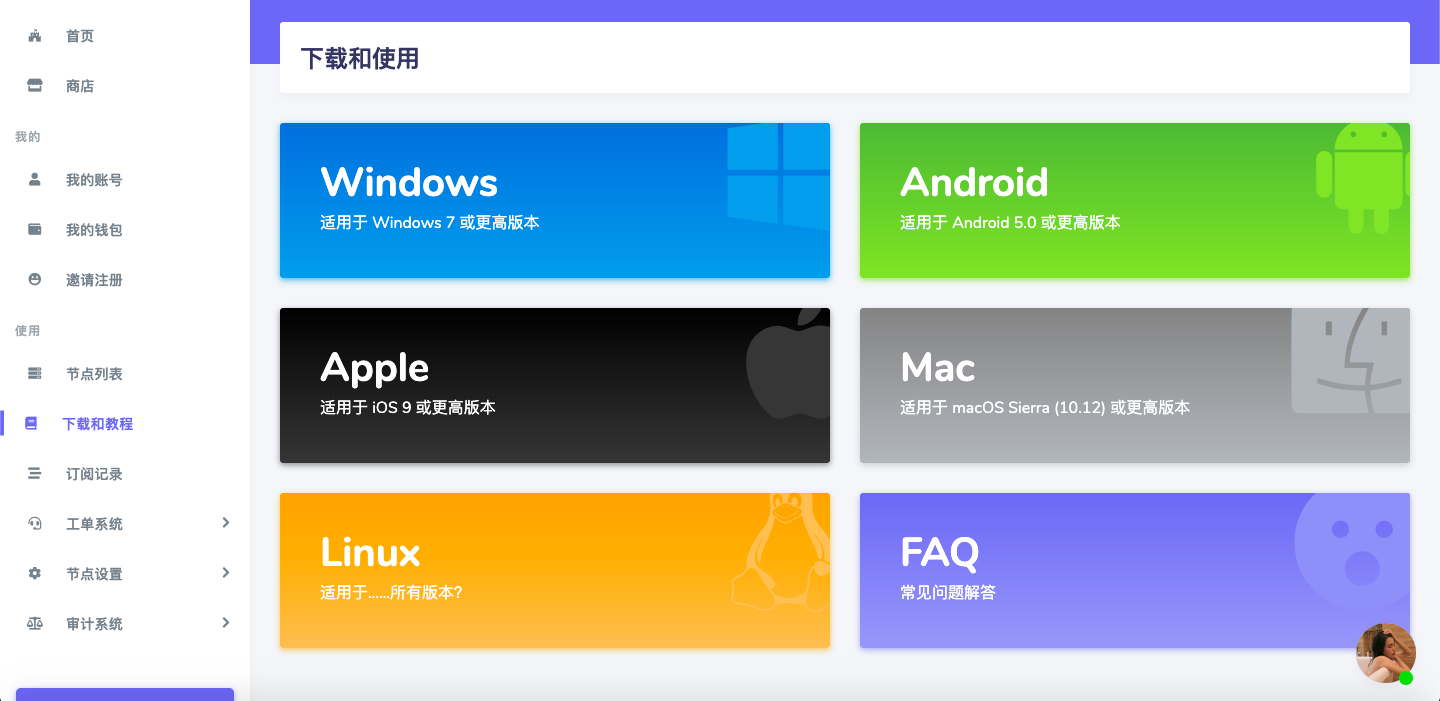 首页
商店
我的
我的账号
我的钱包
邀请注册
使用
节点列表
下载和教程
订阅记录
工单系统
节点设置
审计系统
下载和使用
Windows
适用于 Windows 7 或更高版本
Android
适用于 Android 5.0 或更高版本
Apple
适用于 iOS 9 或更高版本
Mac
适用于 macOS Sierra (10.12) 或更高版本
Linux
适用于......所有版本?
FAQ
常见问题解答